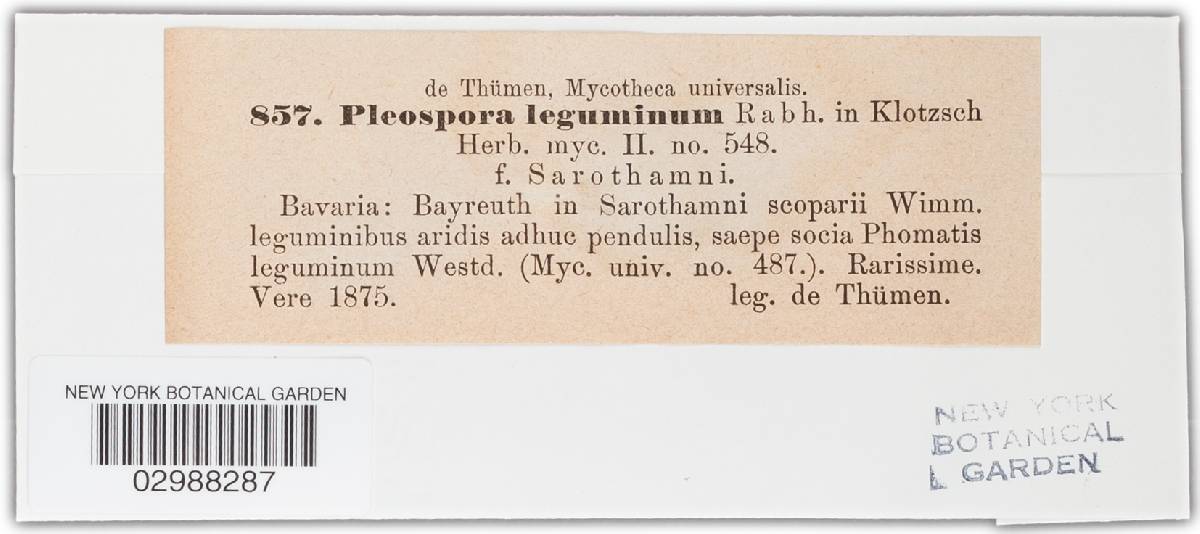 de Thümen, Mycotheca universalis.
857. Pleospora leguminum Rabh. in Klotzsch
Herb. myc. II. no. 548.
f. Sarothamni.
Bavaria: Bayreuth in Sarothamni scoparii Wimm.
leguminibus aridis adhuc pendulis, saepe socia Phomatis
leguminum Westd. (Myc. univ. no. 487.). Rarissime.
Vere 1875. leg. de Thümen.
NEW YORK BOTANICAL GARDEN
02988287
NEW YORK
BOTANICAL
GARDEN